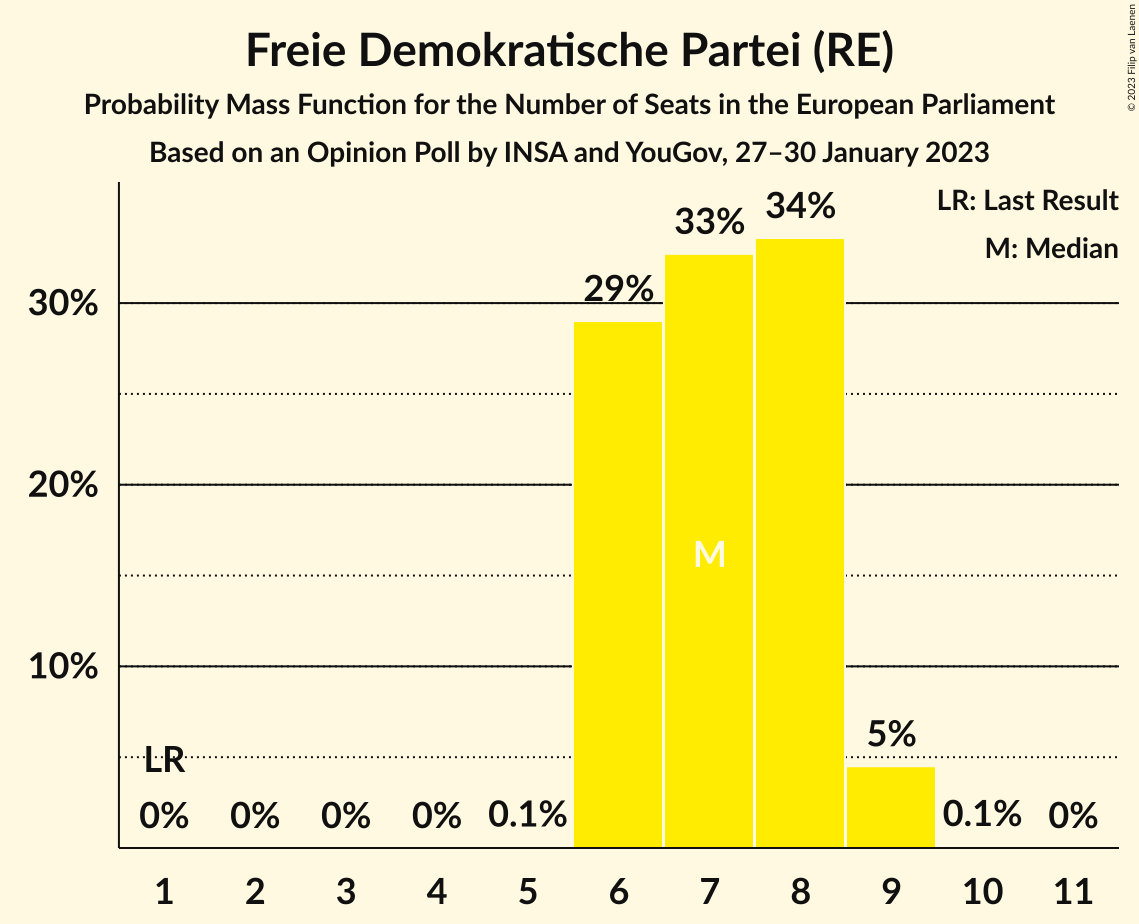 © 2023 Filip van Laenen
Freie Demokratische Partei (RE)
Probability Mass Function for the Number of Seats in the European Parliament
Based on an Opinion Poll by INSA and YouGov, 27–30 January 2023
LR: Last Result
M: Median
34%
33%
29%
30%
20%
M
10%
5%
LR
0% 0% 0% 0% 0.1% 0.1% 0%
1 2 3 4 5 6 7 8 9 10 11